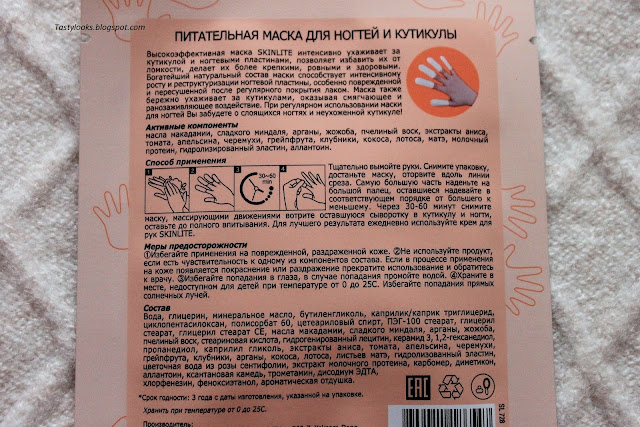 Tastylooks.blogspot.com
ПИТАТЕЛЬНАЯ МАСКА ДЛЯ НОГТЕЙ И КУТИКУЛЫ
Высокоэффективная маска SKINLITE интенсивно ухаживает за
кутикулой и ногтевыми пластинами, позволяет избавить их от
ломкости, делает их более крепкими, ровными и здоровыми.
Богатейший натуральный состав маски способствует интенсивному
росту и реструктуризации ногтевой пластины, особенно поврежденной
и пересушенной после регулярного покрытия лаком. Маска также
бережно ухаживает за кутикулами, оказывая смягчающее и
ранозаживляющее воздействие. При регулярном использовании маски
для ногтей Вы забудете о слоящихся ногтях и неухоженной кутикуле!
Активные компоненты
масла макадамии, сладкого миндаля, арганы, жожоба, пчелиный воск, экстракты аниса,
томата, апельсина, черемухи, грейпфрута, клубники, кокоса, лотоса, матэ, молочный
протеин, гидролизированный эластин, аллантоин.
Способ применения
1 2 3 30~60 min 4
Тщательно вымойте руки. Снимите упаковку,
достаньте маску, оторвите вдоль линии
среза. Самую большую часть наденьте на
большой палец, оставшиеся надевайте в
соответствующем порядке от большего к
меньшему. Через 30-60 минут снимите
маску, массирующими движениями вотрите оставшуюся сыворотку в кутикулу и ногти,
оставьте до полного впитывания. Для лучшего результата ежедневно используйте крем для
рук SKINLITE.
Меры предосторожности
①Избегайте применения на поврежденной, раздраженной коже. ②Не используйте продукт,
если есть чувствительность к одному из компонентов состава. Если в процессе применения
на коже появляется покраснение или раздражение прекратите использование и обратитесь
к врачу. ③Избегайте попадания в глаза, в случае попадания промойте водой. ④Храните в
месте, недоступном для детей при температуре от 0 до 25С. Избегайте попадания прямых
солнечных лучей.
Состав
Вода, глицерин, минеральное масло, бутиленгликоль, каприлик/каприк триглицерид,
циклопентасилоксан, полисорбат 60, цетеариловый спирт, ПЭГ-100 стеарат, глицерил
стеарат, глицерил стеарат СЕ, масла макадамии, сладкого миндаля, арганы, жожоба,
пчелиный воск, стеариновая кислота, гидрогенированный лецитин, керамид 3, 1,2-гександиол,
пропандиол, каприлил гликоль, экстракты аниса, томата, апельсина, черемухи,
грейпфрута, клубники, арганы, кокоса, лотоса, листьев матэ, гидролизованный эластин,
цветочная вода из розы сентифолии, экстракт молочного протеина, карбомер, диметикон,
аллантоин, ксантановая камедь, трометамин, дисодиум ЭДТА,
хлорфенезин, феноксиэтанол, ароматическая отдушка.
*Срок годности: 3 года с даты изготовления, указанной на упаковке.
Хранить при температуре от 0 до 25С.
Производитель:
EAC
SL 728